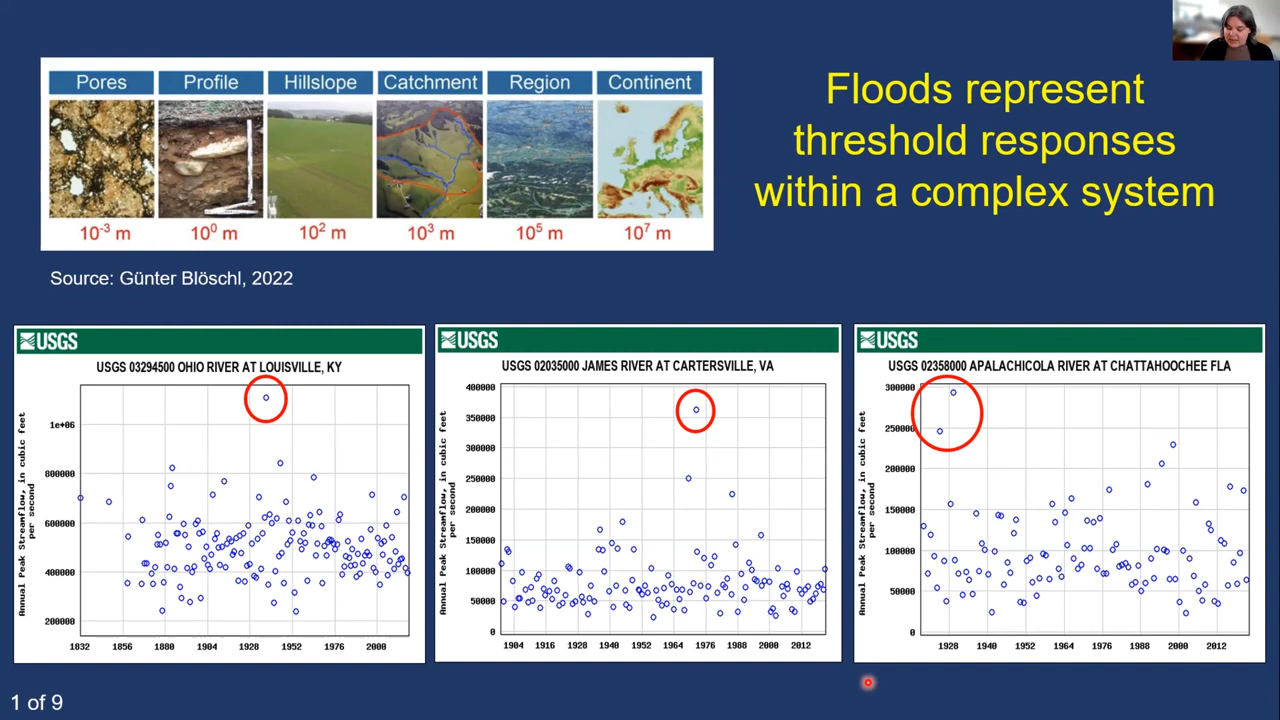 Floods represent
threshold responses
within a complex system
Pores Profile Hillslope Catchment Region Continent
10⁻³ m 10⁰ m 10² m 10³ m 10⁵ m 10⁷ m
Source: Günter Blöschl, 2022
USGS
USGS 03294500 OHIO RIVER AT LOUISVILLE, KY
Annual Peak Streamflow, in cubic feet
per second
1e+06
800000
600000
400000
200000
1832 1856 1880 1904 1928 1952 1976 2000
USGS
USGS 02035000 JAMES RIVER AT CARTERSVILLE, VA
Annual Peak Streamflow, in cubic feet
per second
400000
350000
300000
250000
200000
150000
100000
50000
0
1904 1916 1928 1940 1952 1964 1976 1988 2000 2012
USGS
USGS 02358000 APALACHICOLA RIVER AT CHATTAHOOCHEE FLA
Annual Peak Streamflow, in cubic feet
per second
300000
250000
200000
150000
100000
50000
0
1928 1940 1952 1964 1976 1988 2000 2012
1 of 9